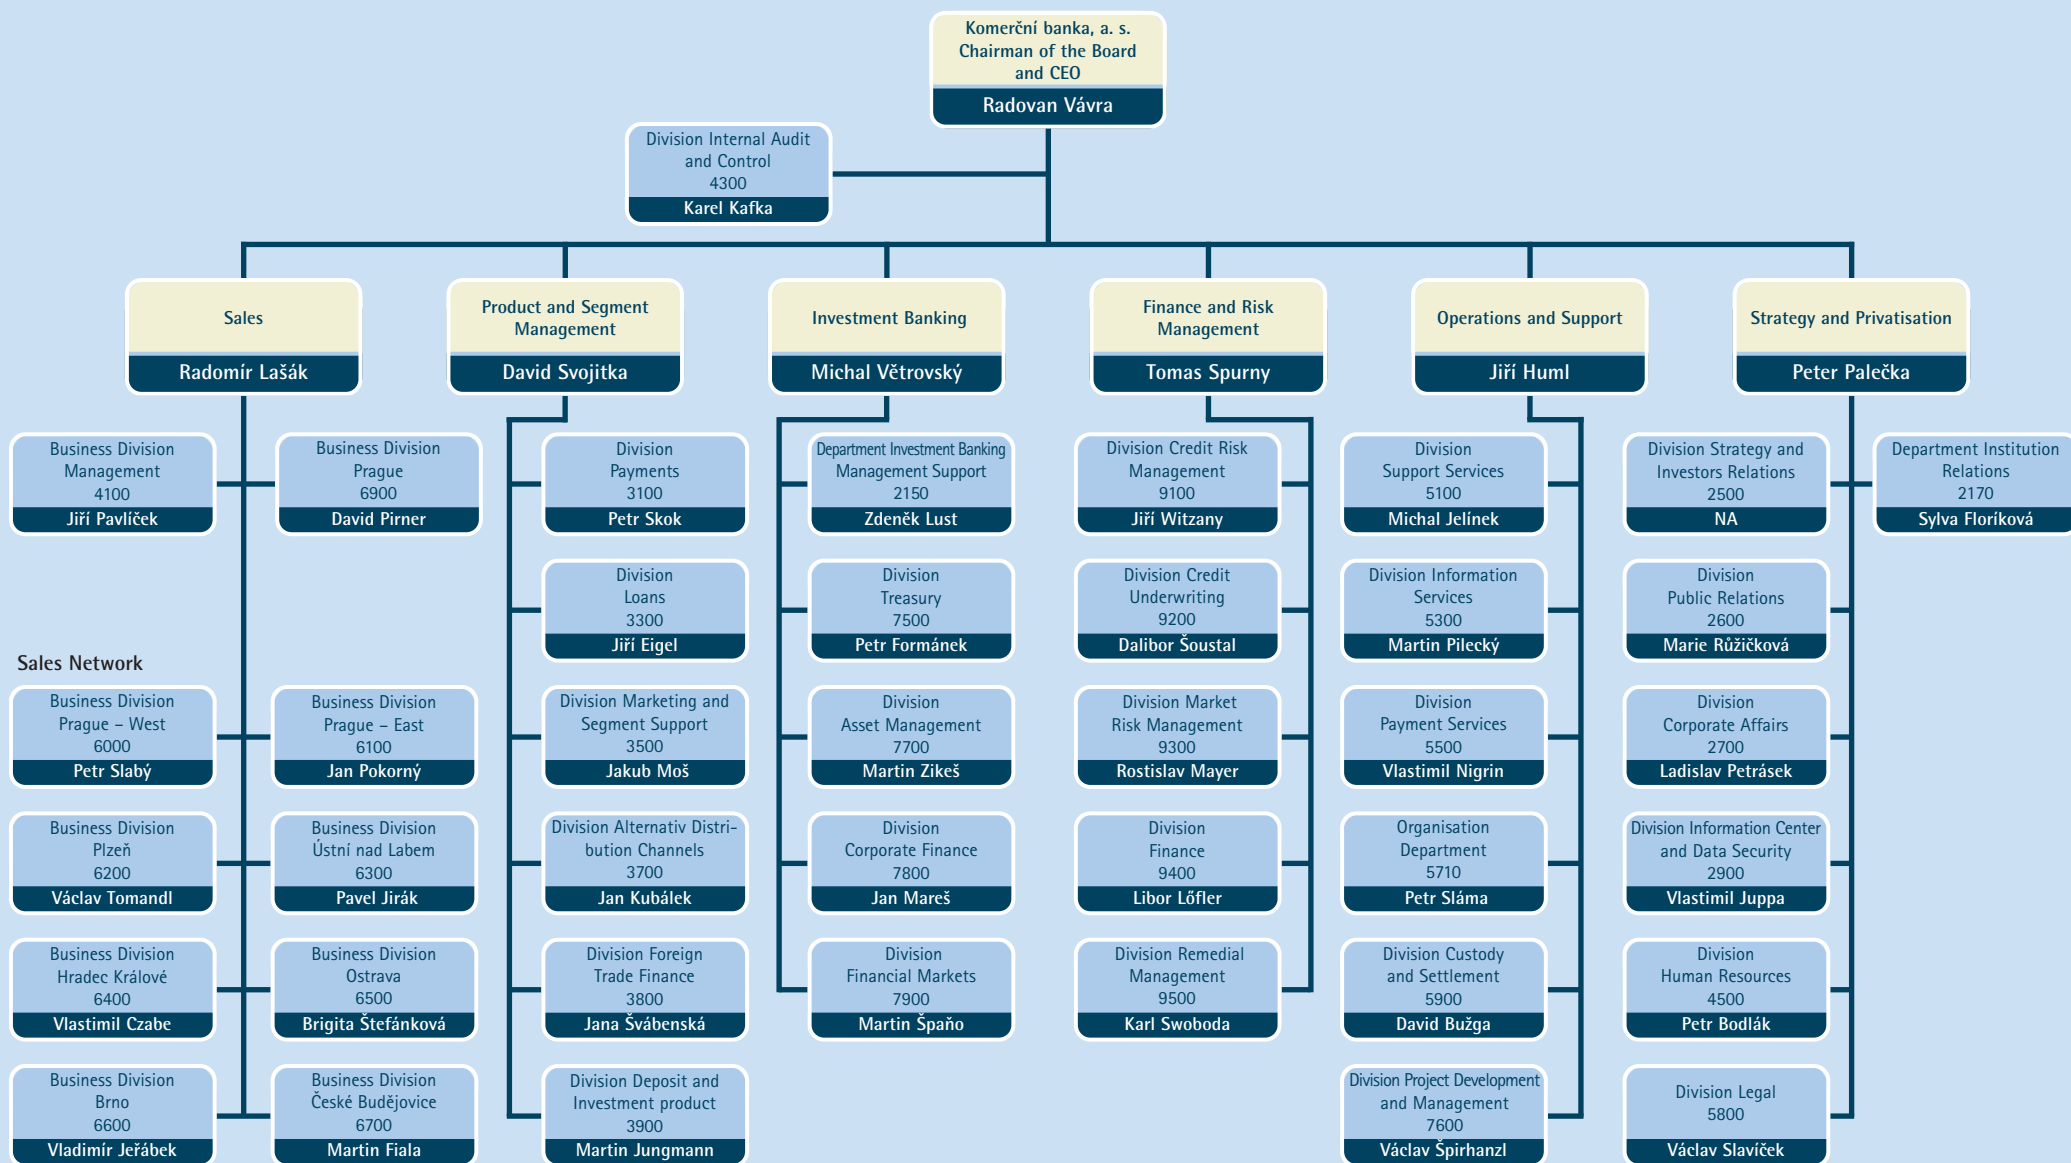 Komerční banka, a. s.
Chairman of the Board
and CEO
Radovan Vávra
Division Internal Audit
and Control
4300
Karel Kafka
Sales
Radomír Lašák
Product and Segment
Management
David Svojitka
Investment Banking
Michal Větrovský
Finance and Risk
Management
Tomas Spurny
Operations and Support
Jiří Huml
Strategy and Privatisation
Peter Palečka
Business Division
Management
4100
Jiří Pavlíček
Business Division
Prague
6900
David Pirner
Sales Network
Business Division
Prague – West
6000
Petr Slabý
Business Division
Prague – East
6100
Jan Pokorný
Business Division
Plzeň
6200
Václav Tomandl
Business Division
Ústní nad Labem
6300
Pavel Jirák
Business Division
Hradec Králové
6400
Vlastimil Czabe
Business Division
Ostrava
6500
Brigita Štefánková
Business Division
Brno
6600
Vladimír Jeřábek
Business Division
České Budějovice
6700
Martin Fiala
Division
Payments
3100
Petr Skok
Division
Loans
3300
Jiří Eigel
Division Marketing and
Segment Support
3500
Jakub Moš
Division Alternativ Distri-
bution Channels
3700
Jan Kubálek
Division Foreign
Trade Finance
3800
Jana Švábenská
Division Deposit and
Investment product
3900
Martin Jungmann
Department Investment Banking
Management Support
2150
Zdeněk Lust
Division
Treasury
7500
Petr Formánek
Division
Asset Management
7700
Martin Zikeš
Division
Corporate Finance
7800
Jan Mareš
Division
Financial Markets
7900
Martin Špaňo
Division Credit Risk
Management
9100
Jiří Witzany
Division Credit
Underwriting
9200
Dalibor Šoustal
Division Market
Risk Management
9300
Rostislav Mayer
Division
Finance
9400
Libor Lőfler
Division Remedial
Management
9500
Karl Swoboda
Division
Support Services
5100
Michal Jelínek
Division Information
Services
5300
Martin Pilecký
Division
Payment Services
5500
Vlastimil Nigrin
Organisation
Department
5710
Petr Sláma
Division Custody
and Settlement
5900
David Bužga
Division Project Development
and Management
7600
Václav Špirhanzl
Division Strategy and
Investors Relations
2500
NA
Department Institution
Relations
2170
Sylva Floríková
Division
Public Relations
2600
Marie Růžičková
Division
Corporate Affairs
2700
Ladislav Petrásek
Division Information Center
and Data Security
2900
Vlastimil Juppa
Division
Human Resources
4500
Petr Bodlák
Division Legal
5800
Václav Slavíček